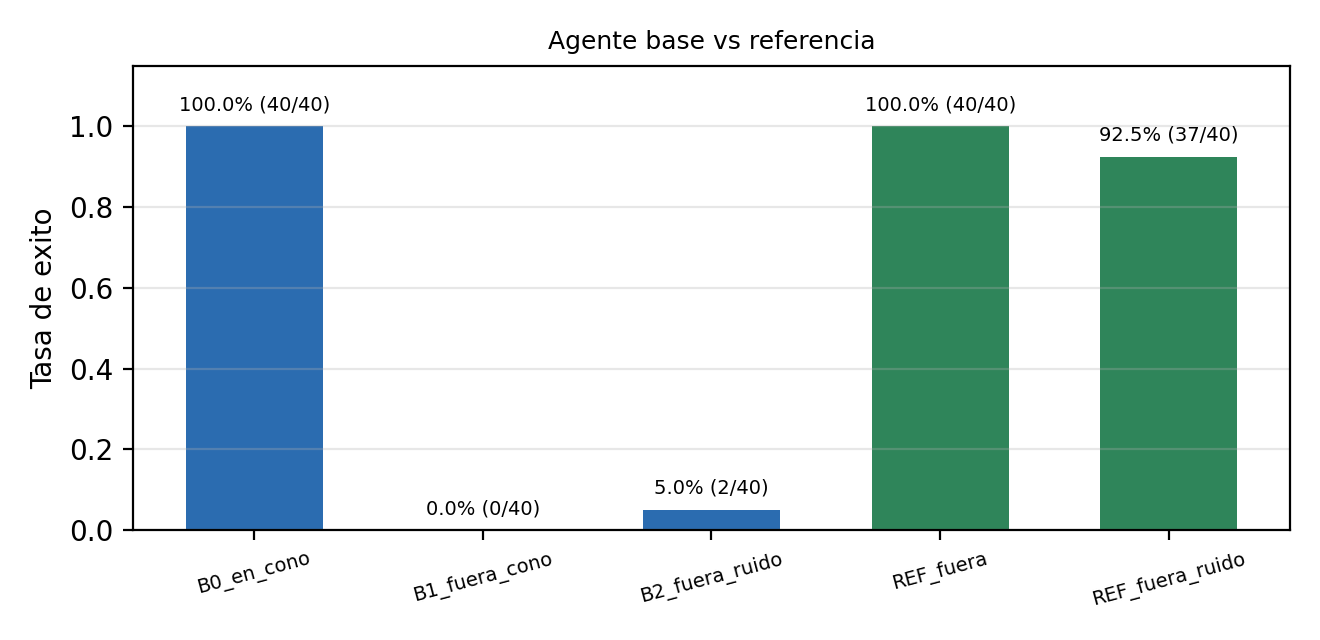 Agente base vs referencia
Tasa de exito
1.0
0.8
0.6
0.4
0.2
0.0
100.0% (40/40)
0.0% (0/40)
5.0% (2/40)
100.0% (40/40)
92.5% (37/40)
B0_en_cono
B1_fuera_cono
B2_fuera_ruido
REF_fuera
REF_fuera_ruido